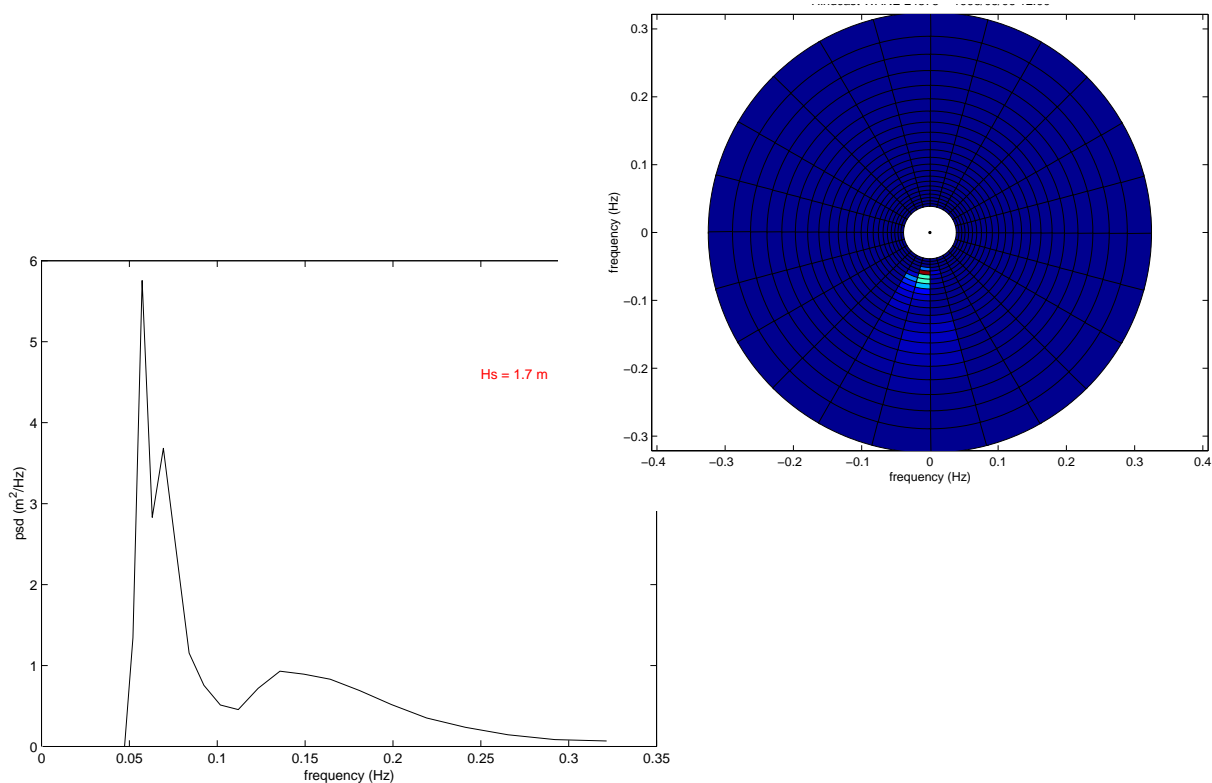 0.3
0.2
0.1
0
−0.1
−0.2
−0.3
frequency (Hz)
−0.4 −0.3 −0.2 −0.1 0 0.1 0.2 0.3 0.4
frequency (Hz)
6
5
4
3
2
1
0
psd (m²/Hz)
Hs = 1.7 m
0 0.05 0.1 0.15 0.2 0.25 0.3 0.35
frequency (Hz)